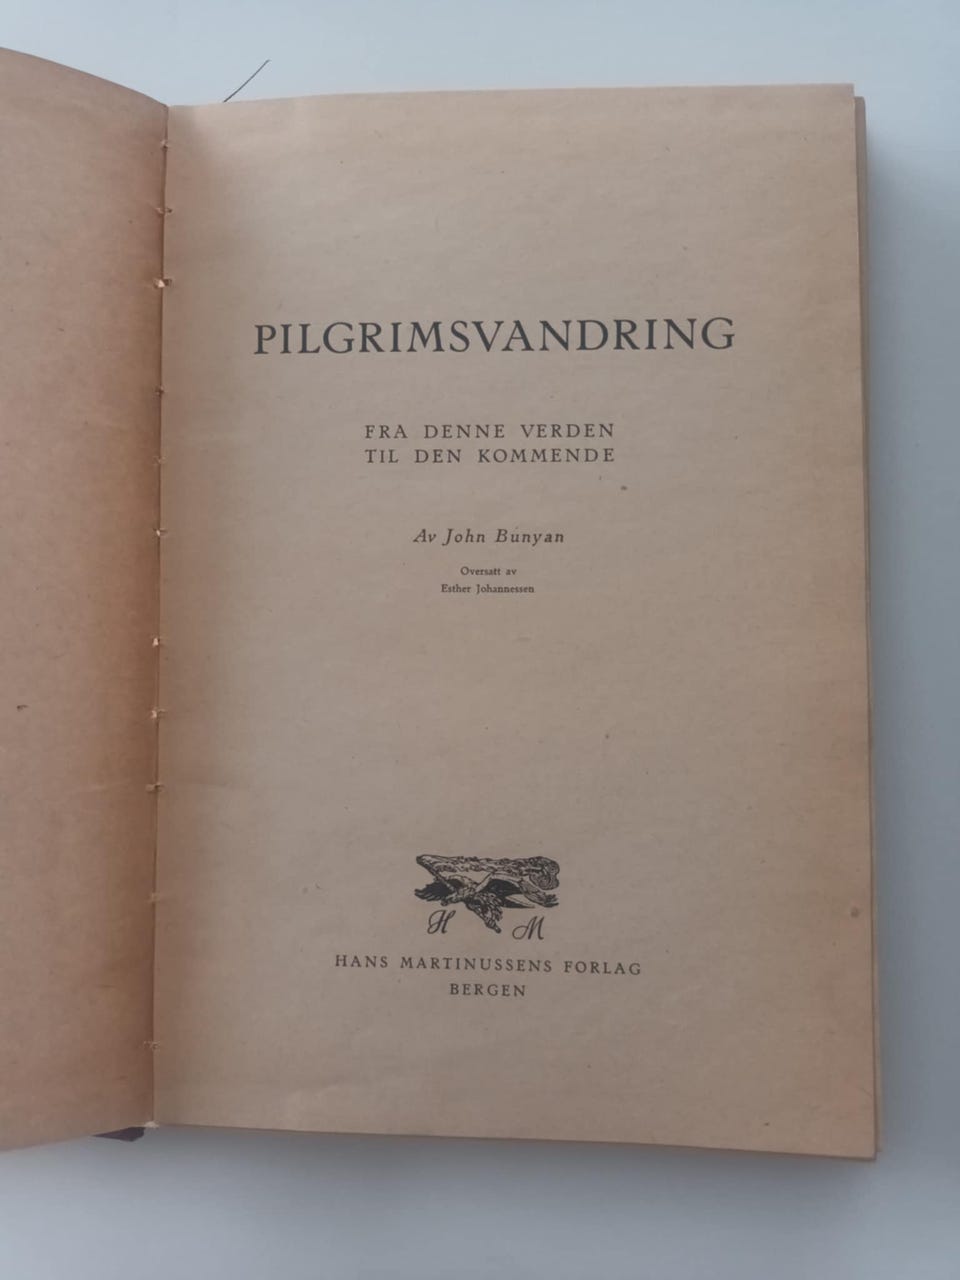 PILGRIMSVANDRING
FRA DENNE VERDEN
TIL DEN KOMMENDE
Av John Bunyan
Oversatt av
Esther Johannessen
H M
HANS MARTINUSSENS FORLAG
BERGEN